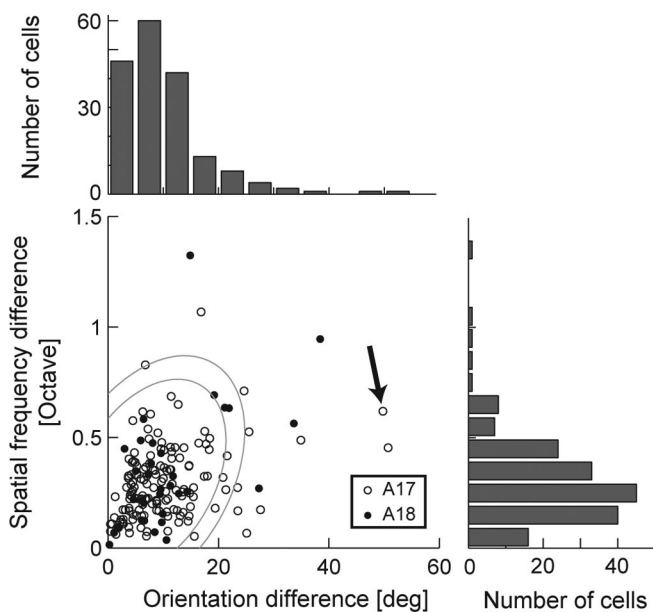 Number of cells
60
30
0
Spatial frequency difference
[Octave]
1.5
1
0.5
0
A17
A18
0
20
40
60
Orientation difference [deg]
0
20
40
Number of cells